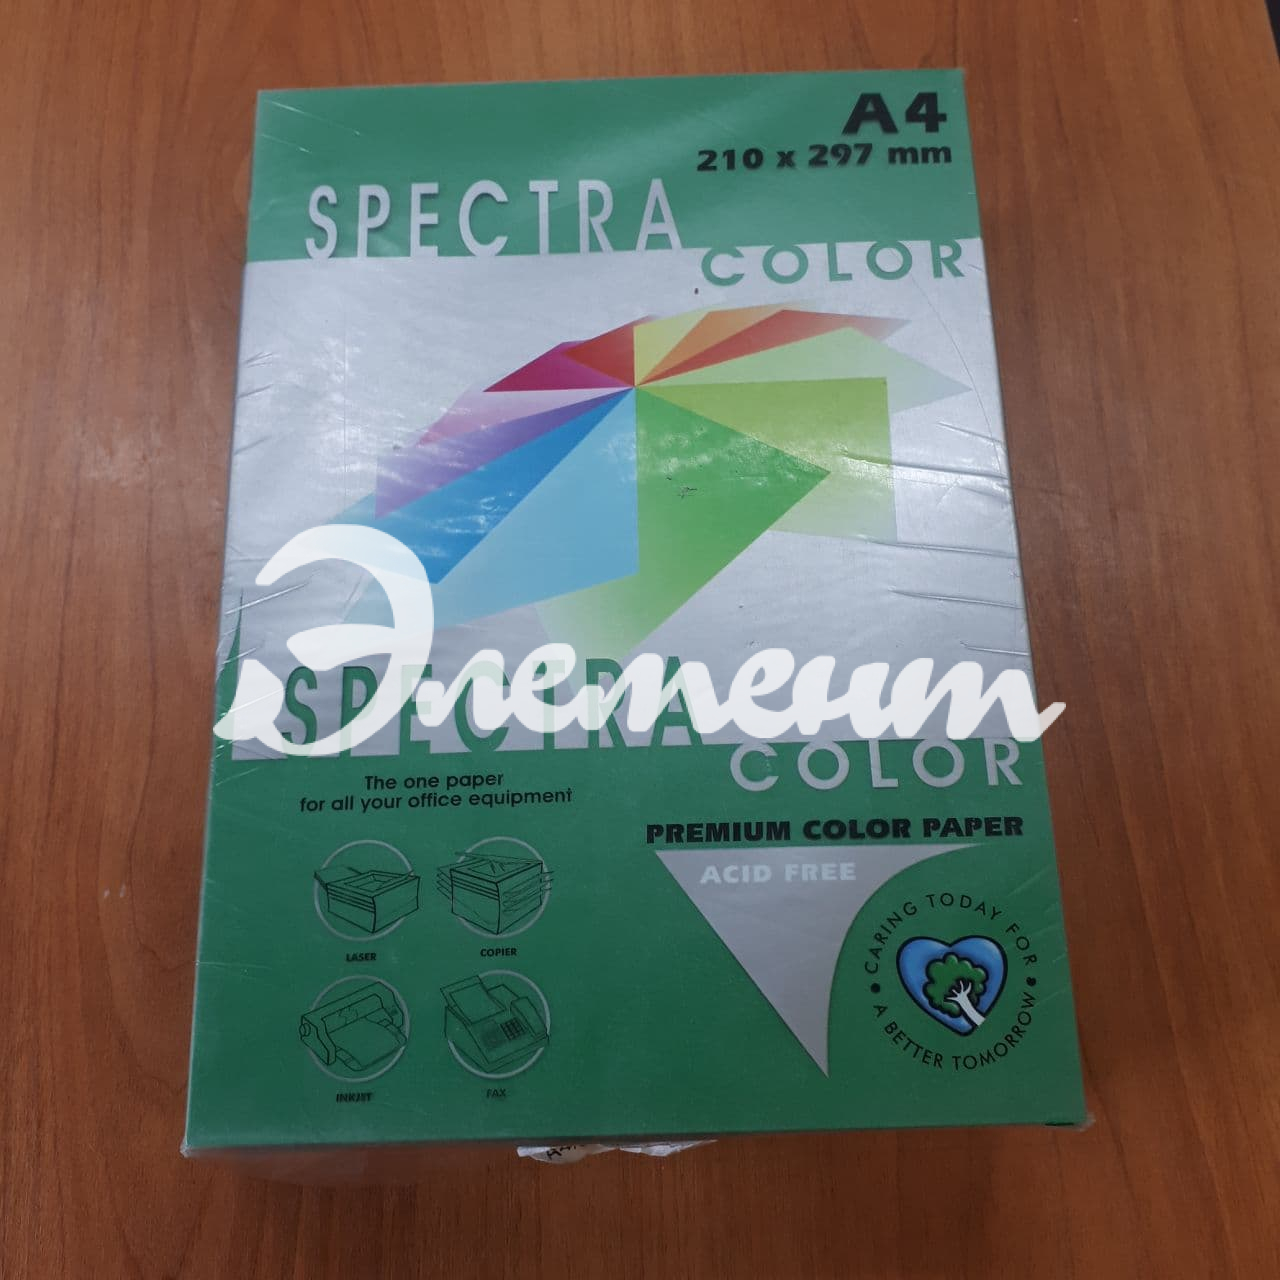 A4
210 x 297 mm
SPECTRA
COLOR
Элемент
SPECTRA
COLOR
The one paper
for all your office equipment
PREMIUM COLOR PAPER
ACID FREE
LASER
COPIER
INKJET
FAX
CARING TODAY FOR
A BETTER TOMORROW